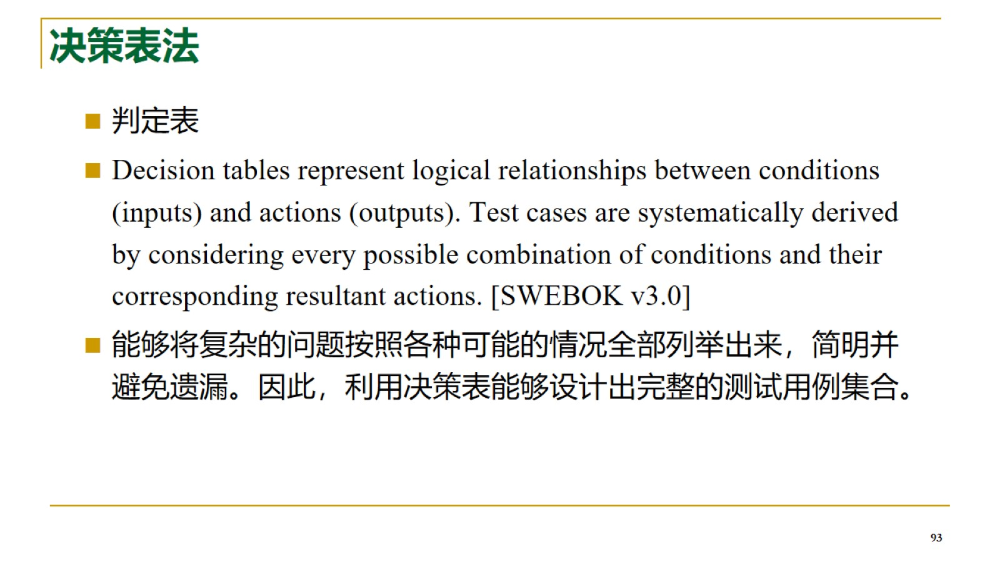 决策表法
判定表
Decision tables represent logical relationships between conditions
(inputs) and actions (outputs). Test cases are systematically derived
by considering every possible combination of conditions and their
corresponding resultant actions. [SWEBOK v3.0]
能够将复杂的问题按照各种可能的情况全部列举出来，简明并
避免遗漏。因此，利用决策表能够设计出完整的测试用例集合。
93